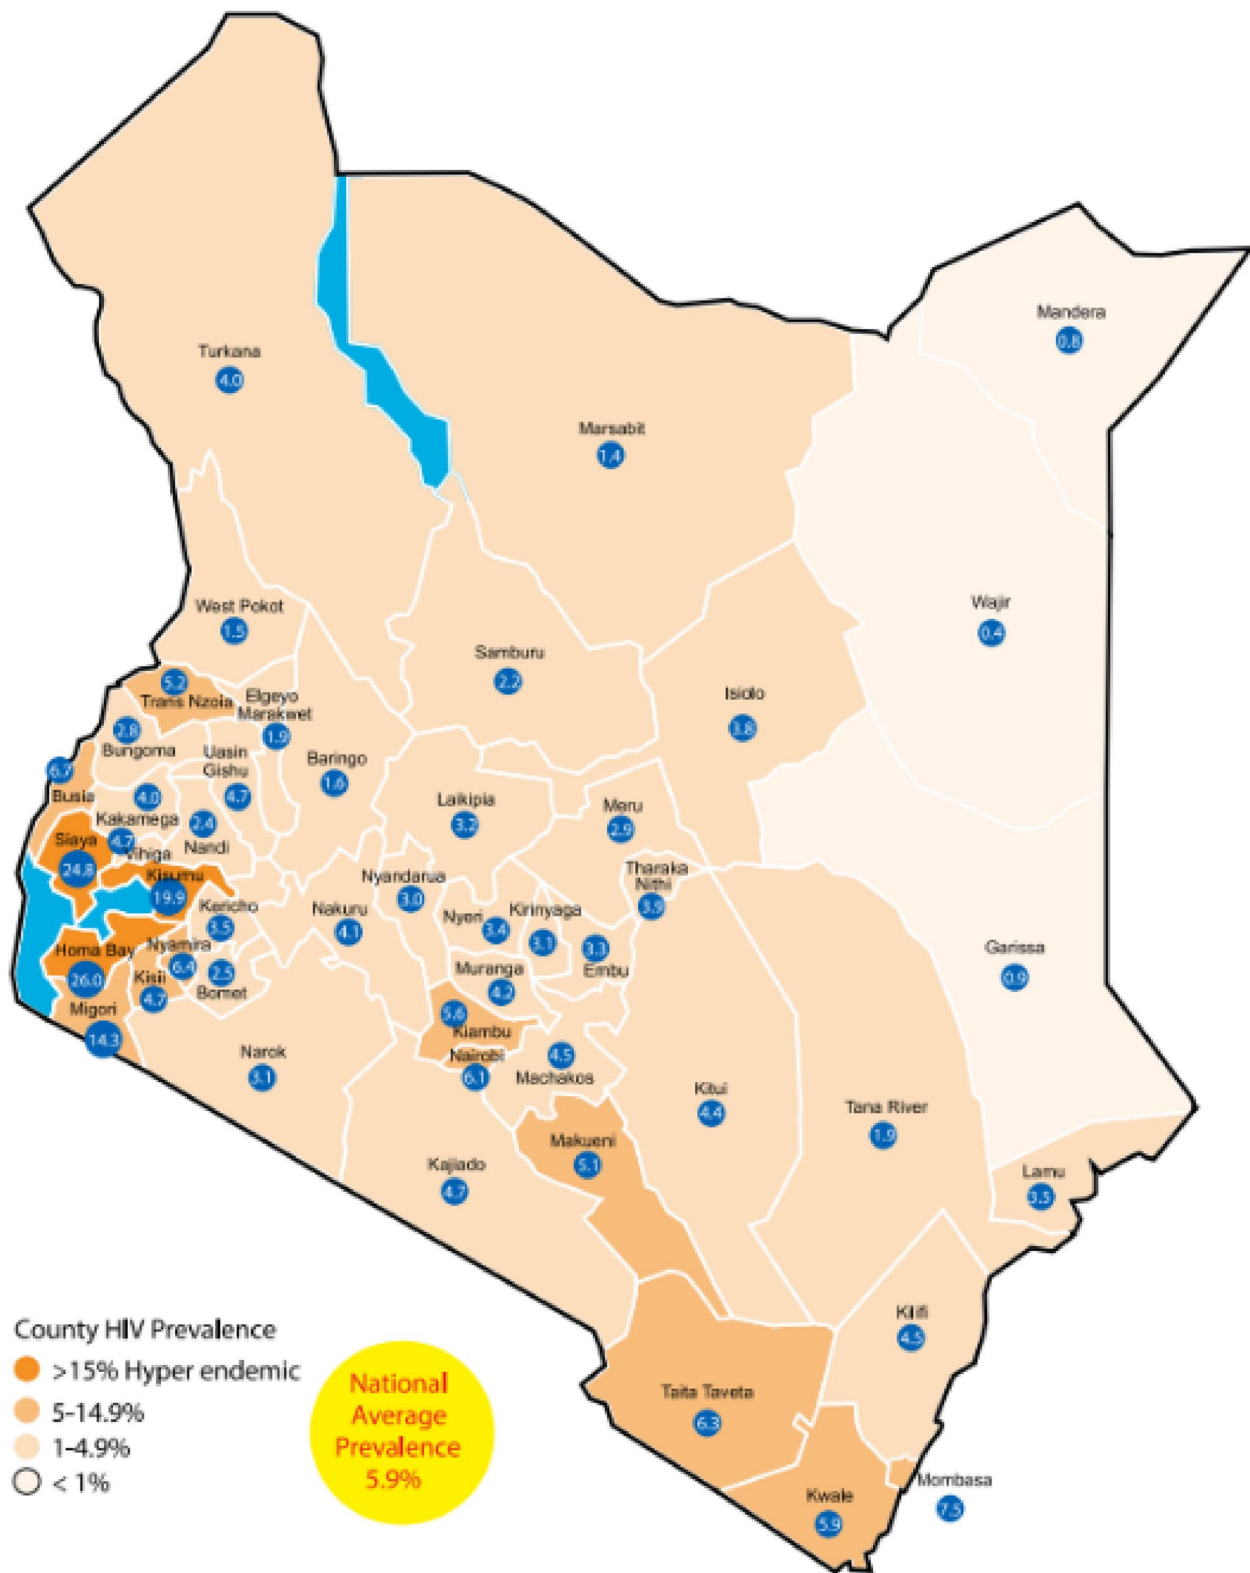 Mandera
0.8
Turkana
4.0
Marsabit
1.4
West Pokot
1.5
Wajir
0.4
Samburu
2.2
Isiolo
3.8
5.2
Trans Nzoia
Elgeyo
Marakwet
1.9
2.8
Bungoma
Uasin
Gishu
4.7
Baringo
1.6
6.7
Busia
4.0
Kakamega
2.4
Nandi
Laikipia
3.2
Meru
2.9
Siaya
24.8
4.7
Vihiga
Kisumu
19.9
Tharaka
Nithi
3.9
Nyandarua
3.0
Kericho
3.5
Nakuru
4.1
Nyeri
3.4
Kirinyaga
3.1
3.3
Embu
Garissa
0.9
Homa Bay
26.0
Nyamira
6.4
2.5
Bomet
Kisii
4.7
Muranga
4.2
Migori
14.3
5.6
Kiambu
Nairobi
6.1
4.5
Machakos
Narok
3.1
Kitui
4.4
Tana River
1.9
Makueni
5.1
Kajiado
4.7
Lamu
3.5
Kilifi
4.5
Taita Taveta
6.3
Kwale
5.9
Mombasa
7.5
County HIV Prevalence
>15% Hyper endemic
5-14.9%
1-4.9%
< 1%
National
Average
Prevalence
5.9%